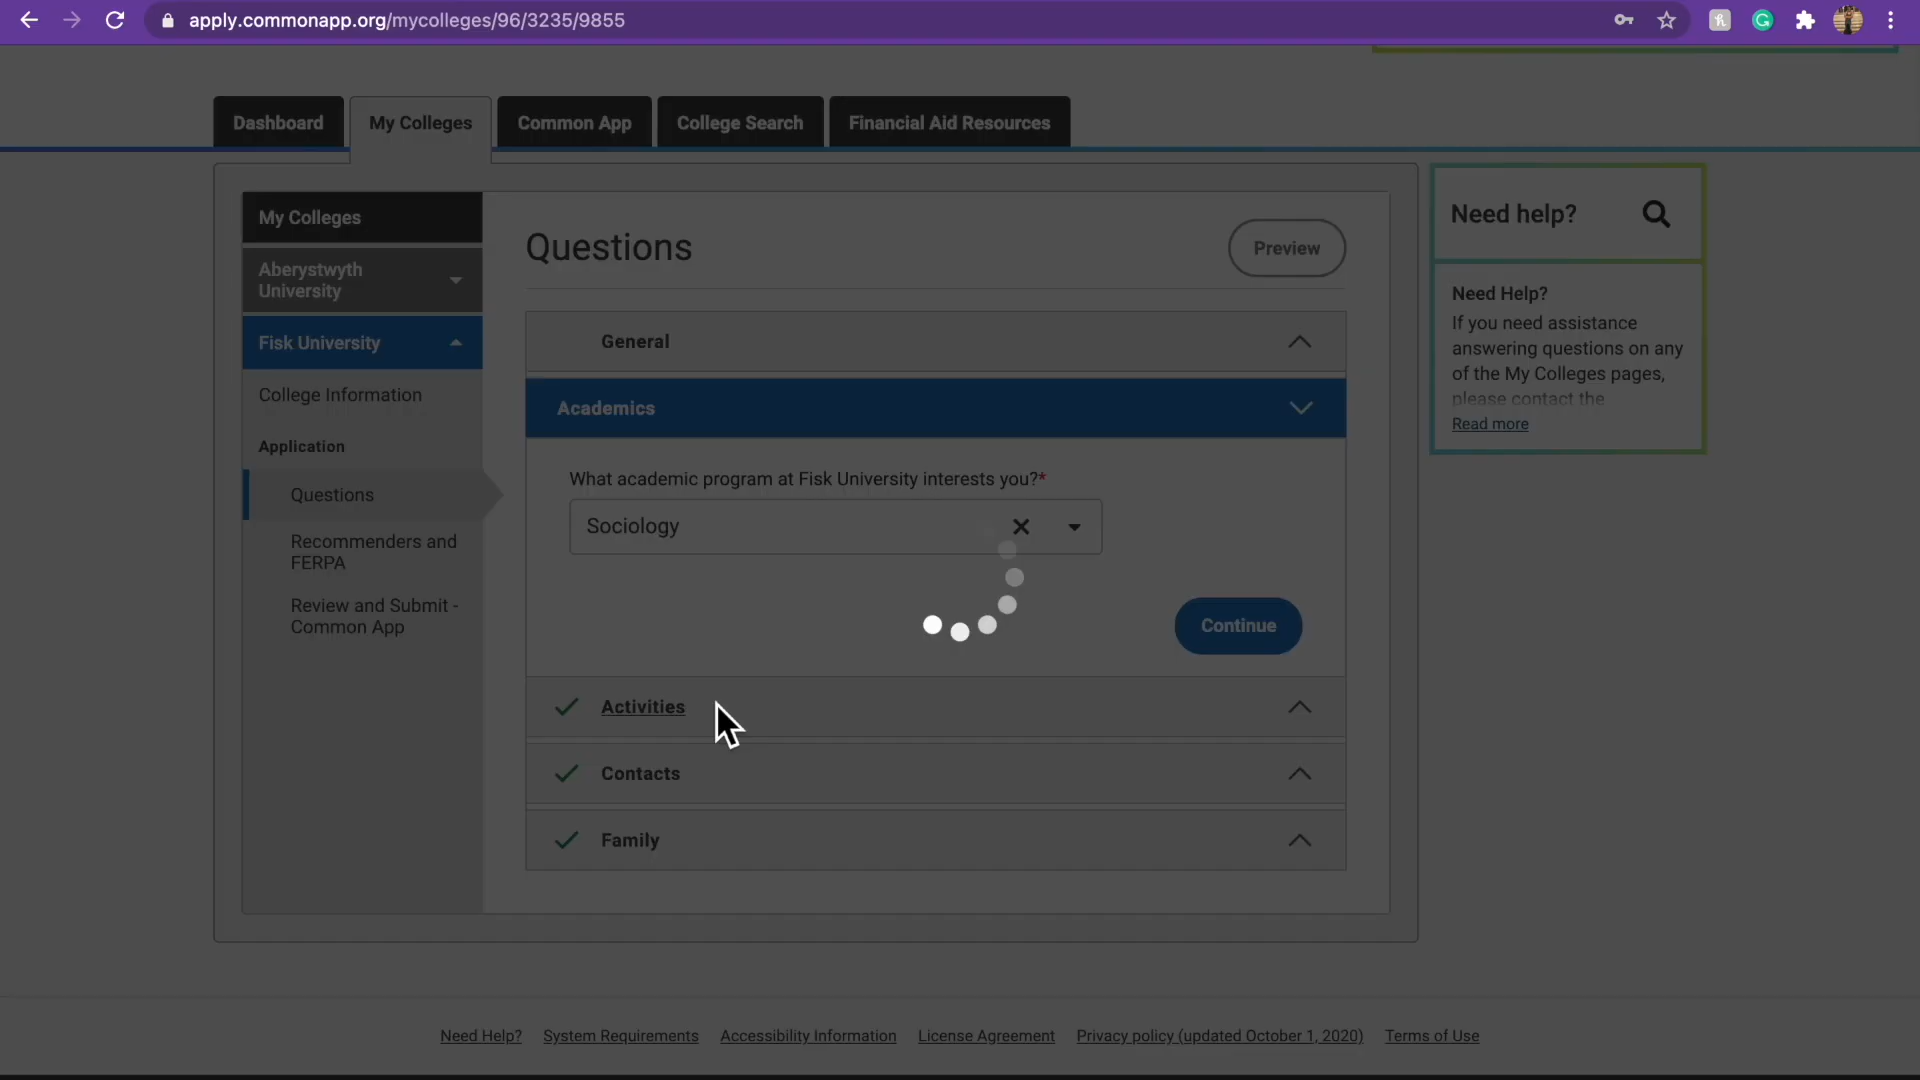 apply.commonapp.org/mycolleges/96/3235/9855
Dashboard
My Colleges
Common App
College Search
Financial Aid Resources
My Colleges
Aberystwyth
University
Fisk University
College Information
Application
Questions
Recommenders and
FERPA
Review and Submit -
Common App
Questions
Preview
General
Academics
What academic program at Fisk University interests you?*
Sociology
Continue
Activities
Contacts
Family
Need help?
Need Help?
If you need assistance
answering questions on any
of the My Colleges pages,
please contact the
Read more
Need Help?
System Requirements
Accessibility Information
License Agreement
Privacy policy (updated October 1, 2020)
Terms of Use